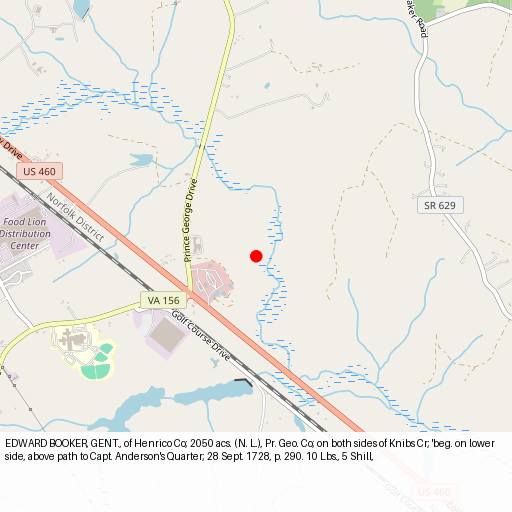 aker Road
y Drive
US 460
Norfolk District
Prince George Drive
SR 629
Food Lion
Distribution
Center
VA 156
Golf Course Drive
EDWARD BOOKER, GENT., of Henrico Co; 2050 acs. (N. L.), Pr. Geo. Co; on both sides of Knibs Cr; 'beg. on lower
side, above path to Capt. Anderson's Quarter; 28 Sept. 1728, p. 290. 10 Lbs, 5 Shill,
US 460